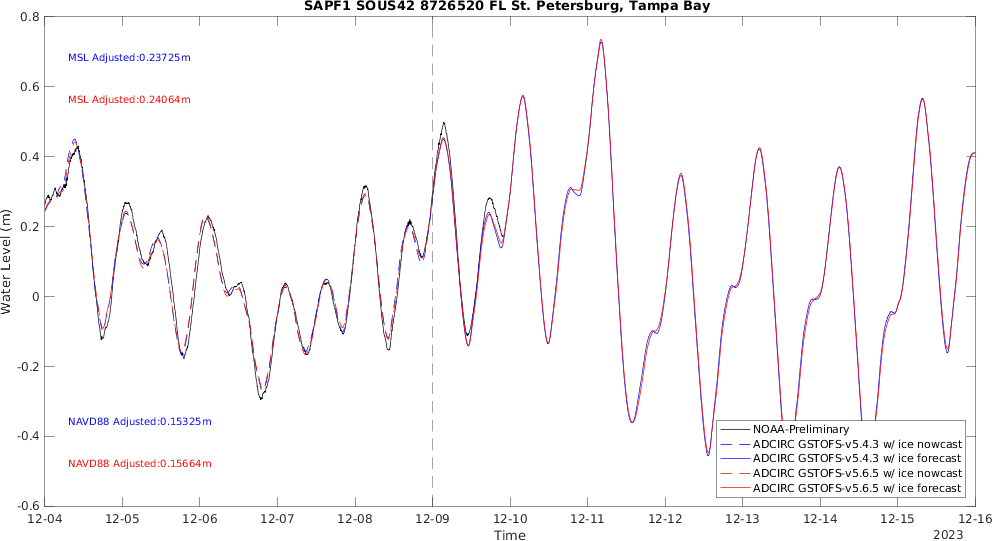 SAPF1 SOUS42 8726520 FL St. Petersburg, Tampa Bay
0.8
0.6
0.4
0.2
0
-0.2
-0.4
-0.6
Water Level (m)
MSL Adjusted:0.23725m
MSL Adjusted:0.24064m
NAVD88 Adjusted:0.15325m
NAVD88 Adjusted:0.15664m
NOAA-Preliminary
ADCIRC GSTOFS-v5.4.3 w/ ice nowcast
ADCIRC GSTOFS-v5.4.3 w/ ice forecast
ADCIRC GSTOFS-v5.6.5 w/ ice nowcast
ADCIRC GSTOFS-v5.6.5 w/ ice forecast
12-04 12-05 12-06 12-07 12-08 12-09 12-10 12-11 12-12 12-13 12-14 12-15 12-16
Time
2023